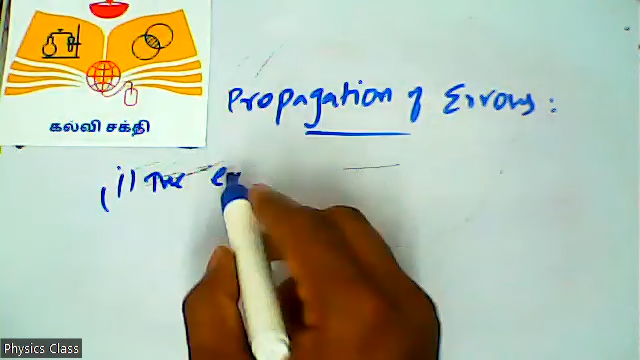 Propagation of Errors :
கல்வி சக்தி
(i) The
Physics Class